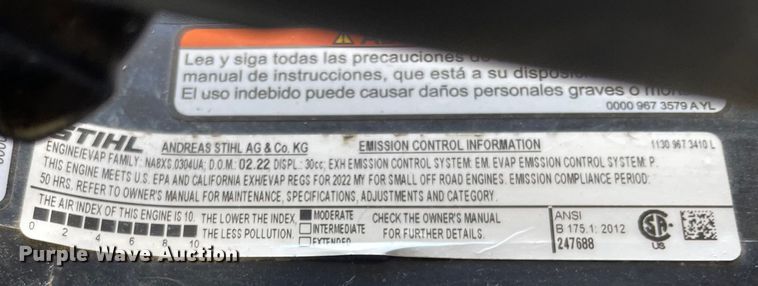 Lea y siga todas las precauciones de
manual de instrucciones, que está a su disposi
El uso indebido puede causar daños personales graves o
0000 967 3579 A YL
STIHL
ANDREAS STIHL AG & Co. KG
EMISSION CONTROL INFORMATION
1130 967 3410 L
ENGINE/EVAP FAMILY: NA8XS.0304UA; D.O.M.: 02.22 DISPL.: 30cc; EXH EMISSION CONTROL SYSTEM: EM. EVAP EMISSION CONTROL SYSTEM: P.
THIS ENGINE MEETS U.S. EPA AND CALIFORNIA EXH/EVAP REGS FOR 2022 MY FOR SMALL OFF ROAD ENGINES. EMISSION COMPLIANCE PERIOD:
50 HRS. REFER TO OWNER'S MANUAL FOR MAINTENANCE, SPECIFICATIONS, ADJUSTMENTS AND CATEGORY.
THE AIR INDEX OF THIS ENGINE IS 10. THE LOWER THE INDEX
THE LESS POLLUTION.
0 2 4 6 8 10
MODERATE
INTERMEDIATE
EXTENDED
CHECK THE OWNER'S MANUAL
FOR FURTHER DETAILS.
ANSI
B 175.1: 2012
247688
US
Purple Wave Auction